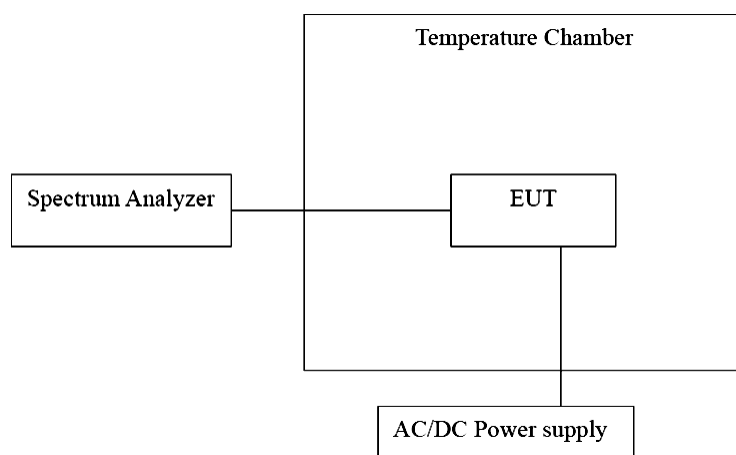 Temperature Chamber
Spectrum Analyzer
EUT
AC/DC Power supply